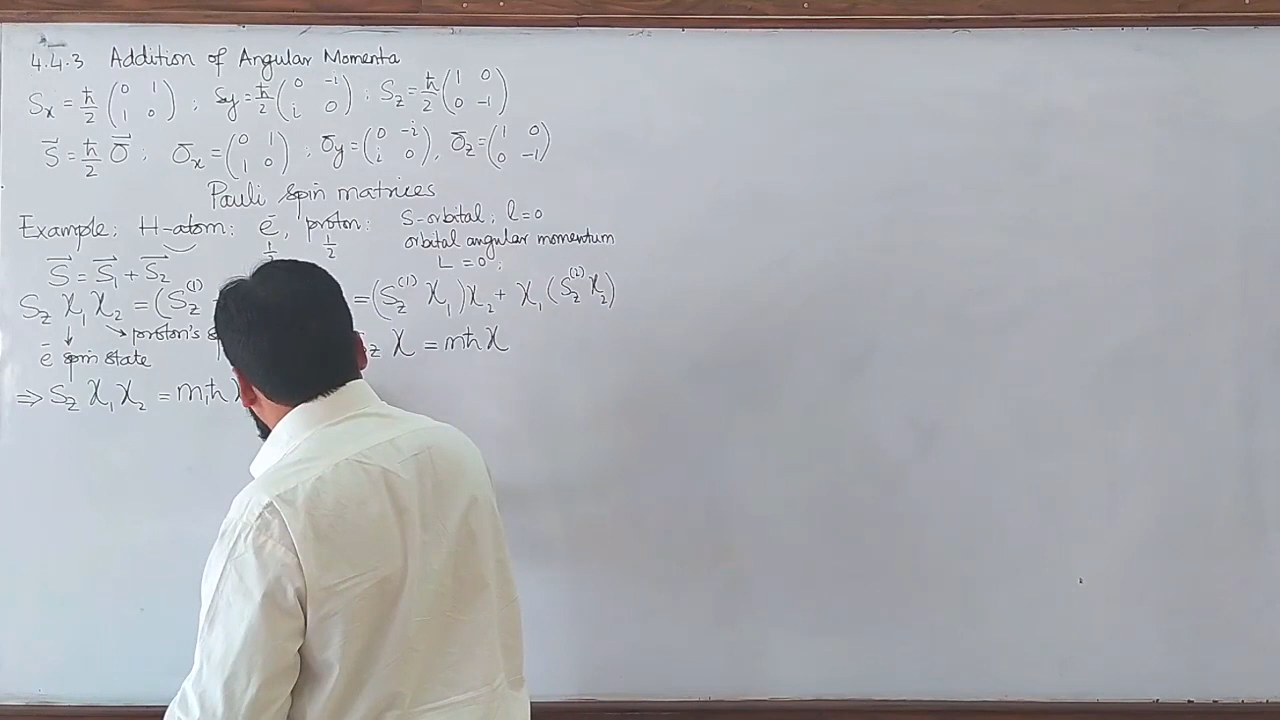 4.4.3 Addition of Angular Momenta
Sx = ħ/2 (0 1 1 0) ; Sy = ħ/2 (0 -i i 0) ; Sz = ħ/2 (1 0 0 -1)
S⃗ = ħ/2 σ⃗ ; σx = (0 1 1 0) ; σy = (0 -i i 0), σz = (1 0 0 -1)
Pauli spin matrices
Example: H-atom: e⁻, proton: S-orbital; l=0
1/2 1/2 orbital angular momentum
S⃗ = S⃗₁ + S⃗₂ L = 0 ;
Sz χ₁ χ₂ = (Sz⁽¹⁾ = (Sz⁽¹⁾ χ₁)χ₂ + χ₁ (Sz⁽²⁾ χ₂)
proton's
e⁻ spin state z χ = mħ χ
⇒ Sz χ₁ χ₂ = m₁ħ